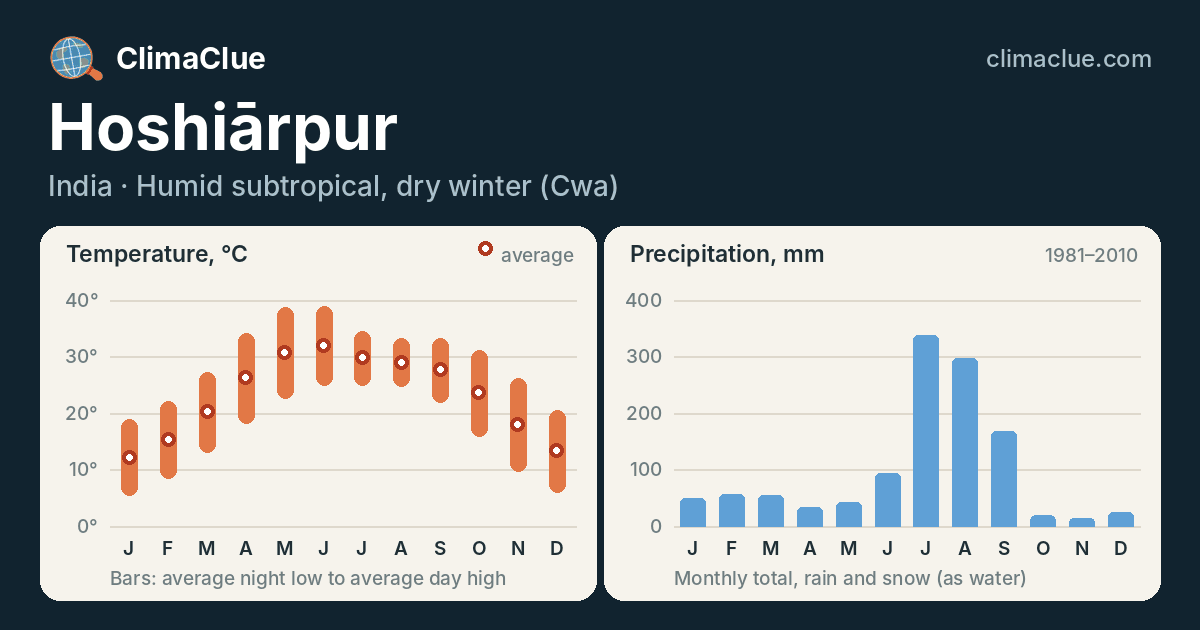 ClimaClue
climaclue.com
Hoshiārpur
India · Humid subtropical, dry winter (Cwa)
Temperature, °C
average
40°
30°
20°
10°
0°
J F M A M J J A S O N D
Bars: average night low to average day high
Precipitation, mm
1981–2010
400
300
200
100
0
J F M A M J J A S O N D
Monthly total, rain and snow (as water)